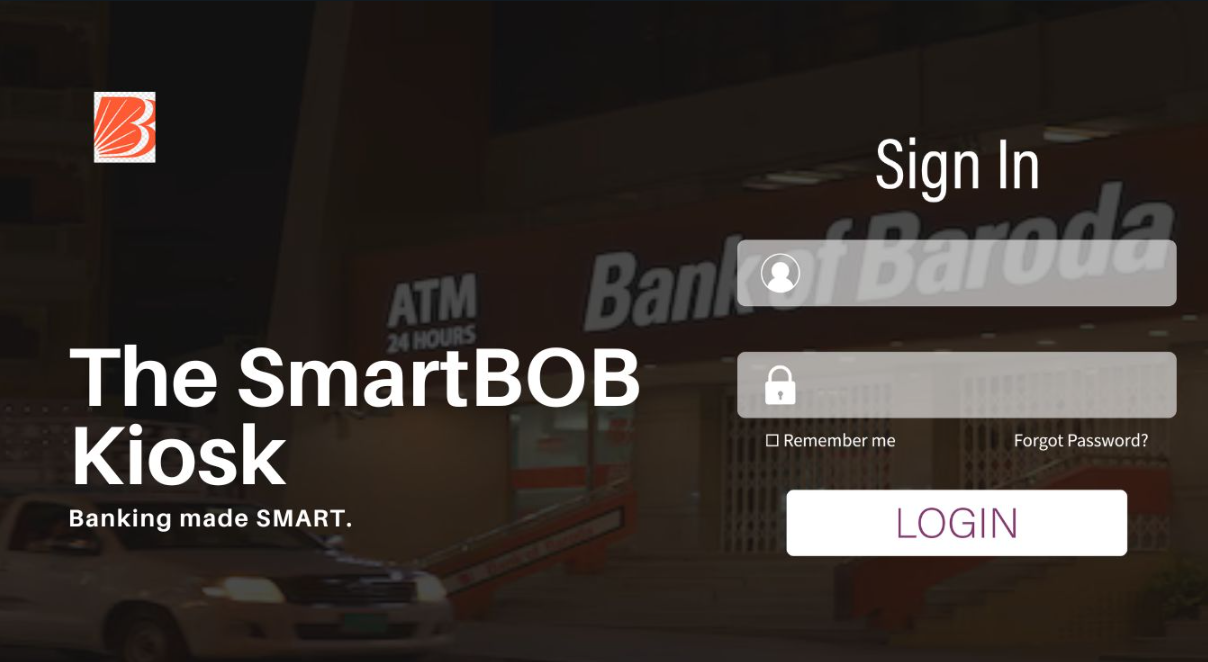 Sign In
Bank of Baroda
ATM
24 HOURS
The SmartBOB
Kiosk
Banking made SMART.
☐ Remember me
Forgot Password?
LOGIN